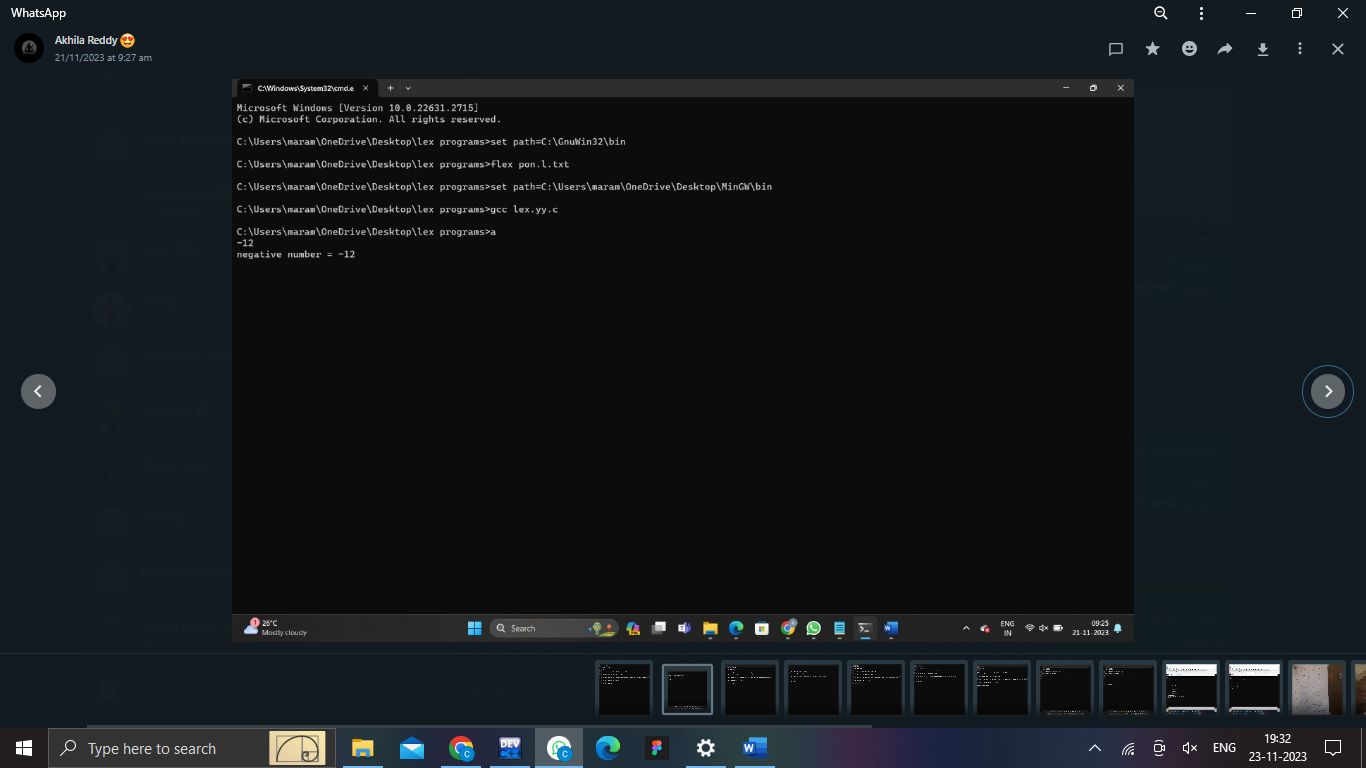 WhatsApp
Akhila Reddy 😍
21/11/2023 at 9:27 am
C:\Windows\System32\cmd.e
Microsoft Windows [Version 10.0.22631.2715]
(c) Microsoft Corporation. All rights reserved.
C:\Users\maram\OneDrive\Desktop\lex programs>set path=C:\GnuWin32\bin
C:\Users\maram\OneDrive\Desktop\lex programs>flex pon.l.txt
C:\Users\maram\OneDrive\Desktop\lex programs>set path=C:\Users\maram\OneDrive\Desktop\MinGW\bin
C:\Users\maram\OneDrive\Desktop\lex programs>gcc lex.yy.c
C:\Users\maram\OneDrive\Desktop\lex programs>a
-12
negative number = -12
1
26°C
Mostly cloudy
Search
ENG
IN
09:25
21-11-2023
Type here to search
DEV
ENG
19:32
23-11-2023